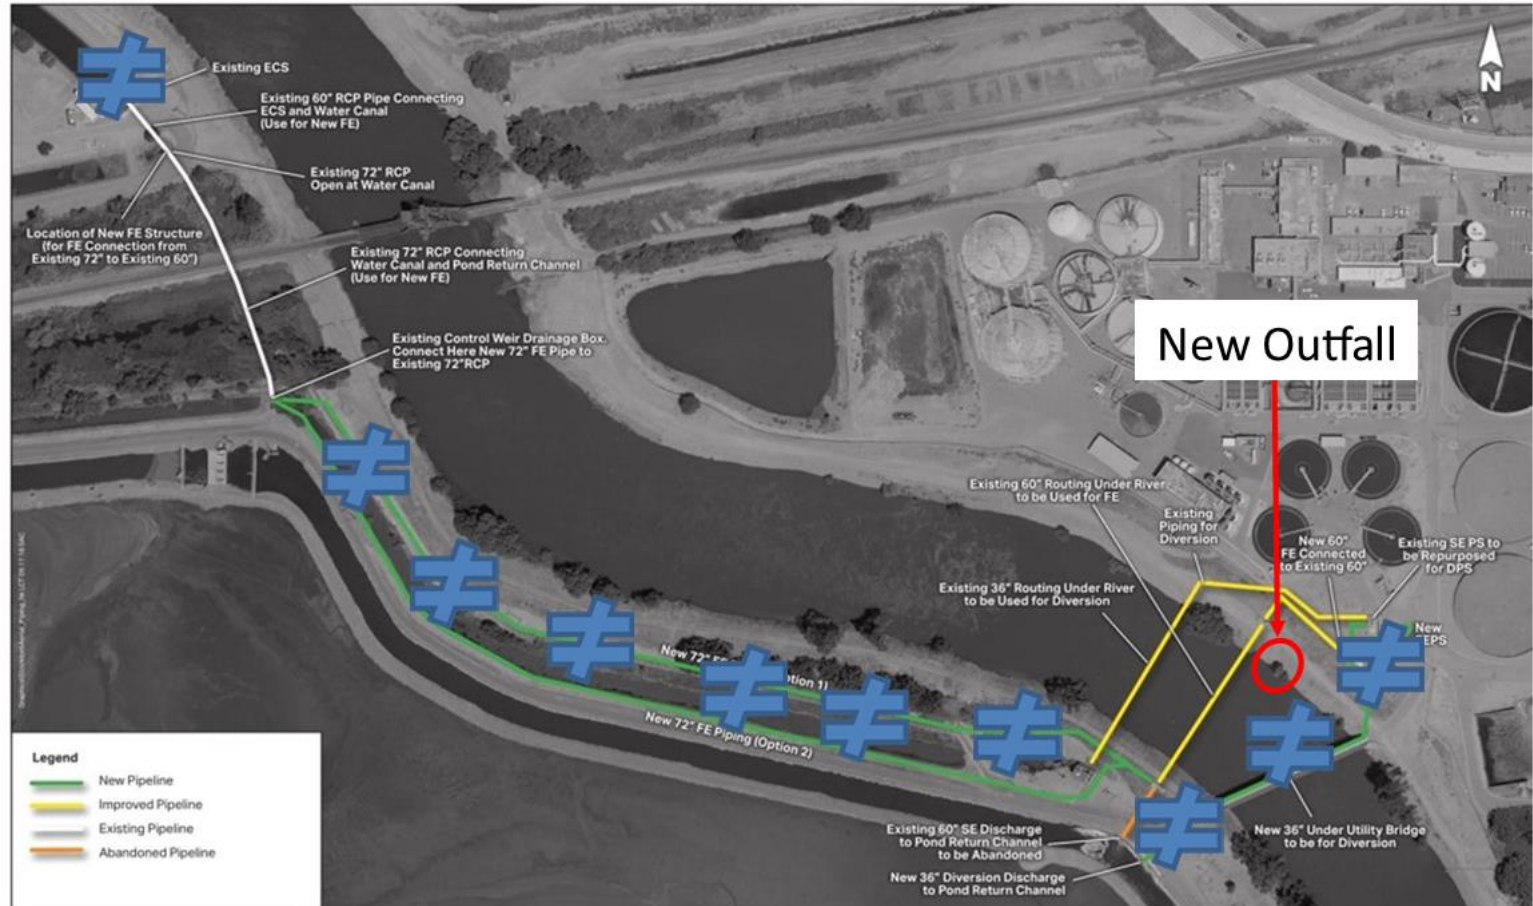 Existing ECS
Existing 60" RCP Pipe Connecting
ECS and Water Canal
(Use for New FE)
N
Existing 72" RCP
Open at Water Canal
Location of New FE Structure
(for FE Connection from
Existing 72" to Existing 60")
Existing 72" RCP Connecting
Water Canal and Pond Return Channel
(Use for New FE)
New Outfall
Existing Control Weir Drainage Box.
Connect Here New 72" FE Pipe to
Existing 72"RCP
Existing 60" Routing Under River
to be Used for FE
Existing
Piping for
Diversion
New 60"
FE Connected
to Existing 60"
Existing SE PS to
be Repurposed
for DPS
Existing 36" Routing Under River
to be Used for Diversion
New
New 72"
1)
New 72" FE Piping (Option 2)
Legend
New Pipeline
Improved Pipeline
Existing Pipeline
Abandoned Pipeline
Existing 60" SE Discharge
to Pond Return Channel
to be Abandoned
New 36" Diversion Discharge
to Pond Return Channel
New 36" Under Utility Bridge
to be for Diversion